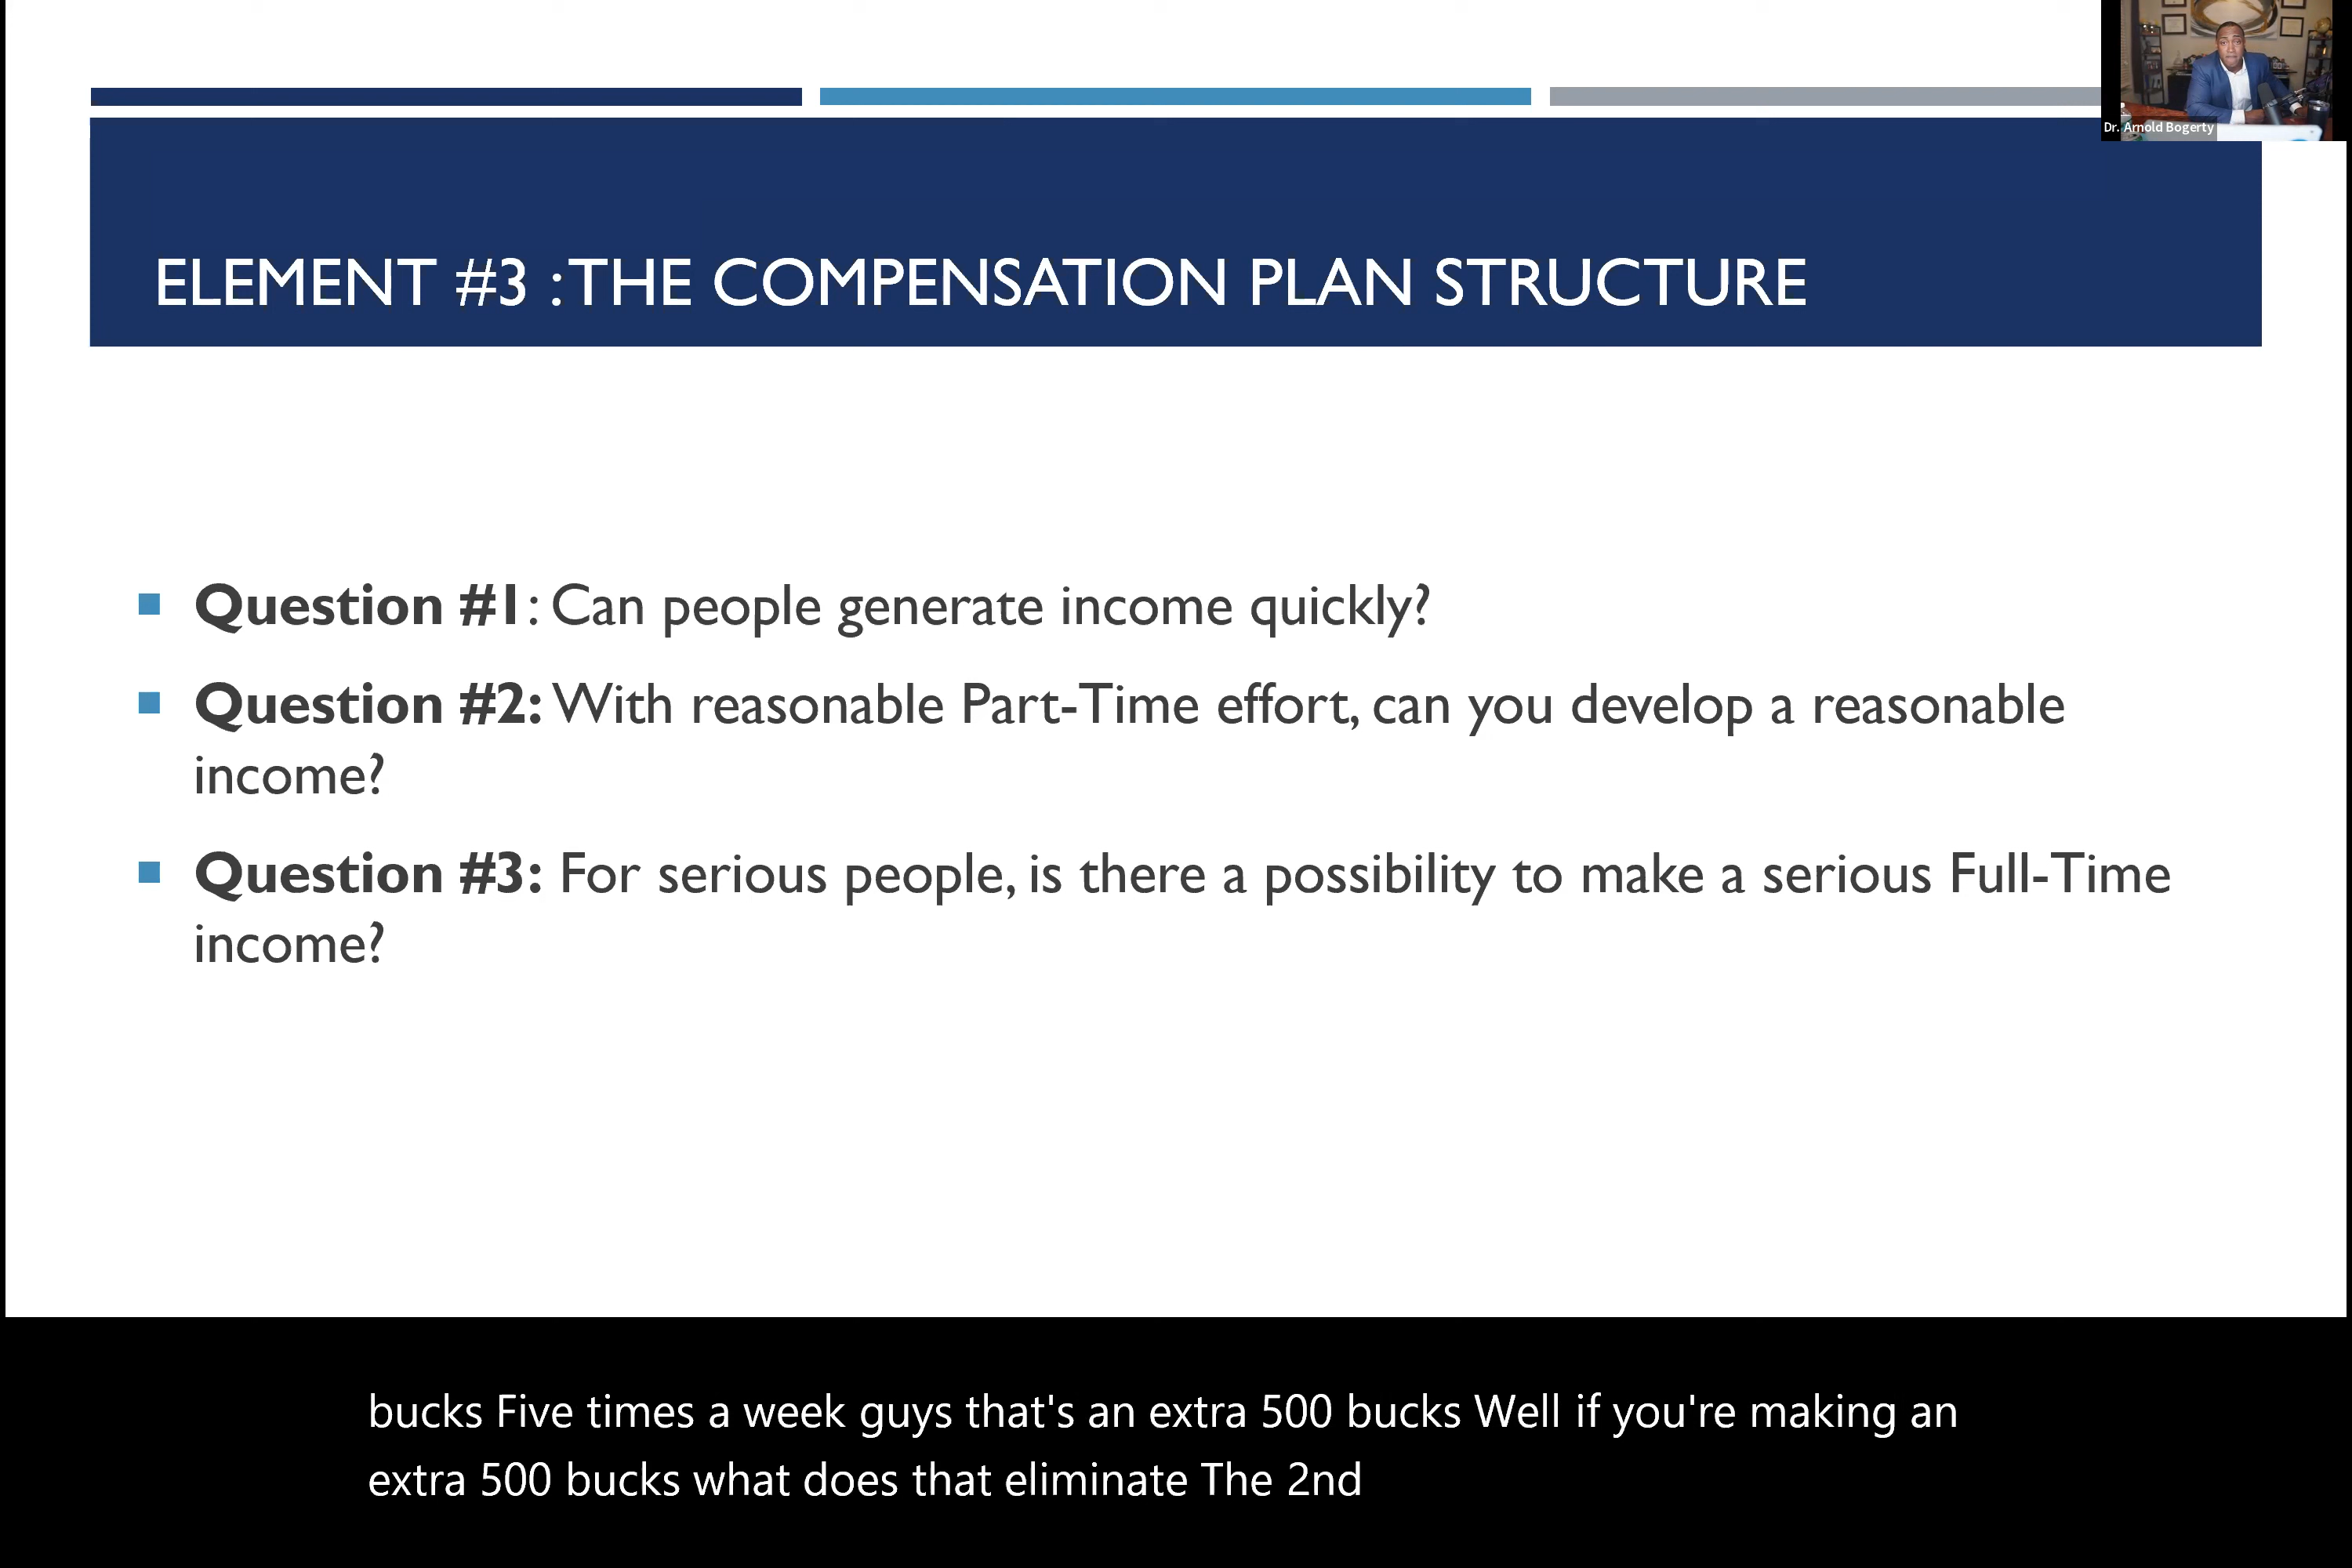 Dr. Arnold Bogerty
ELEMENT #3 : THE COMPENSATION PLAN STRUCTURE
Question #1: Can people generate income quickly?
Question #2: With reasonable Part-Time effort, can you develop a reasonable
income?
Question #3: For serious people, is there a possibility to make a serious Full-Time
income?
bucks Five times a week guys that's an extra 500 bucks Well if you're making an
extra 500 bucks what does that eliminate The 2nd